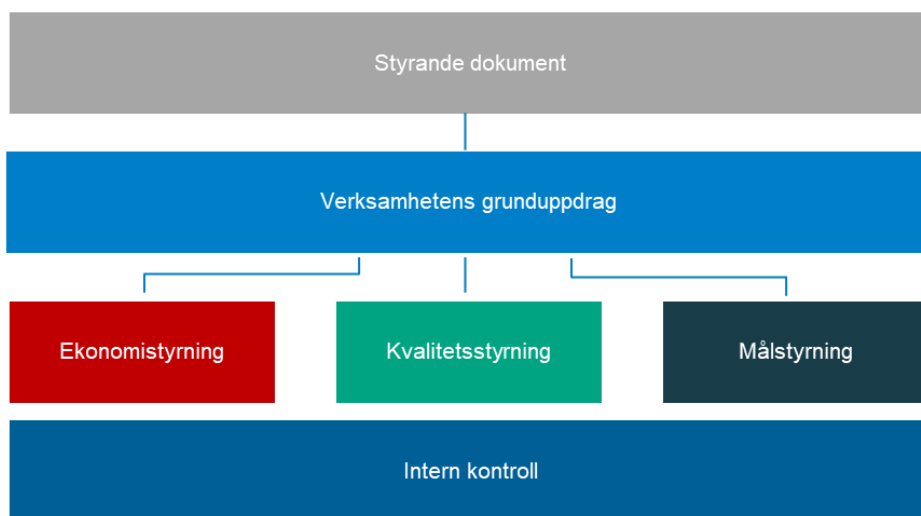 Styrande dokument
Verksamhetens grunduppdrag
Ekonomistyrning
Kvalitetsstyrning
Målstyrning
Intern kontroll